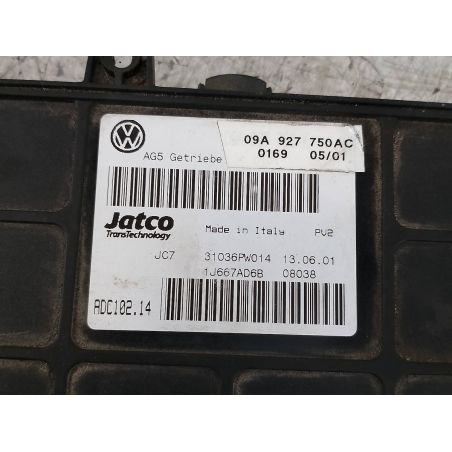 09A 927 750AC
0169 05/01
AG5 Getriebe
Jatco
TransTechnology
Made in Italy PV2
JC7 31036PW014 13.06.01
1J667AD6B 08038
ADC102.14